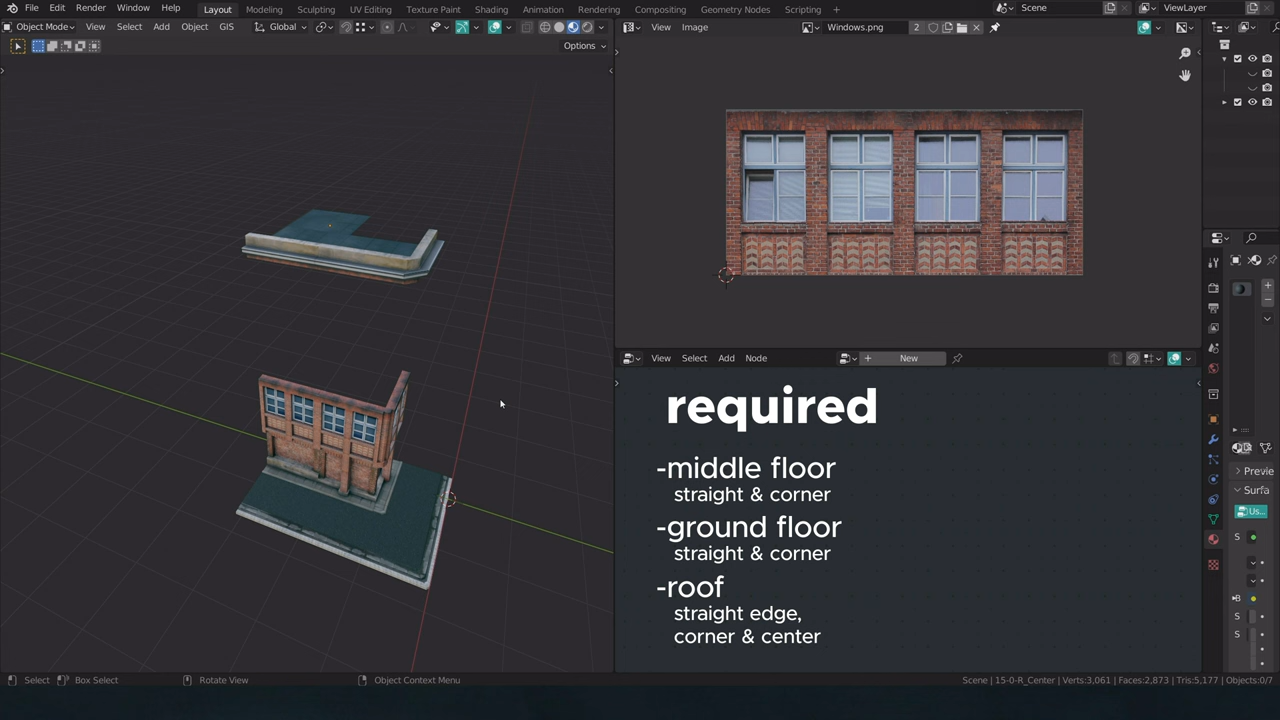 File Edit Render Window Help Layout Modeling Sculpting UV Editing Texture Paint Shading Animation Rendering Compositing Geometry Nodes Scripting + Scene ViewLayer
Object Mode View Select Add Object GIS Global View Image Windows.png 2
Options
View Select Add Node + New
required
-middle floor
straight & corner
-ground floor
straight & corner
-roof
straight edge,
corner & center
Previe
Surfa
Us...
S
B
S
S
Select Box Select Rotate View Object Context Menu Scene | 15-0-R_Center | Verts:3,061 | Faces:2,873 | Tris:5,177 | Objects:0/7